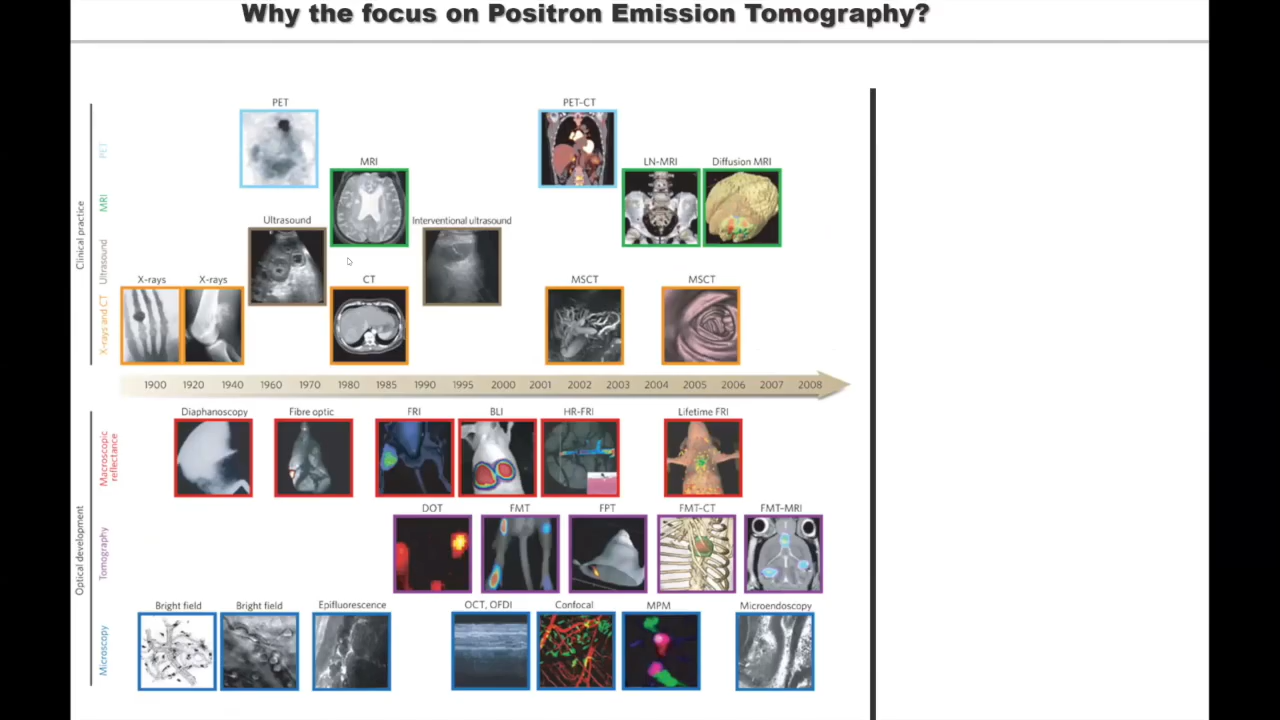 Why the focus on Positron Emission Tomography?
PET
PET-CT
PET
MRI
LN-MRI
Diffusion MRI
MRI
Clinical practice
Ultrasound
Interventional ultrasound
Ultrasound
X-rays
X-rays
CT
MSCT
MSCT
X-rays and CT
1900 1920 1940 1960 1970 1980 1985 1990 1995 2000 2001 2002 2003 2004 2005 2006 2007 2008
Diaphanoscopy
Fibre optic
FRI
BLI
HR-FRI
Lifetime FRI
Macroscopic
reflectance
Optical development
DOT
FMT
FPT
FMT-CT
FMT-MRI
Tomography
Bright field
Bright field
Epifluorescence
OCT, OFDI
Confocal
MPM
Microendoscopy
Microscopy